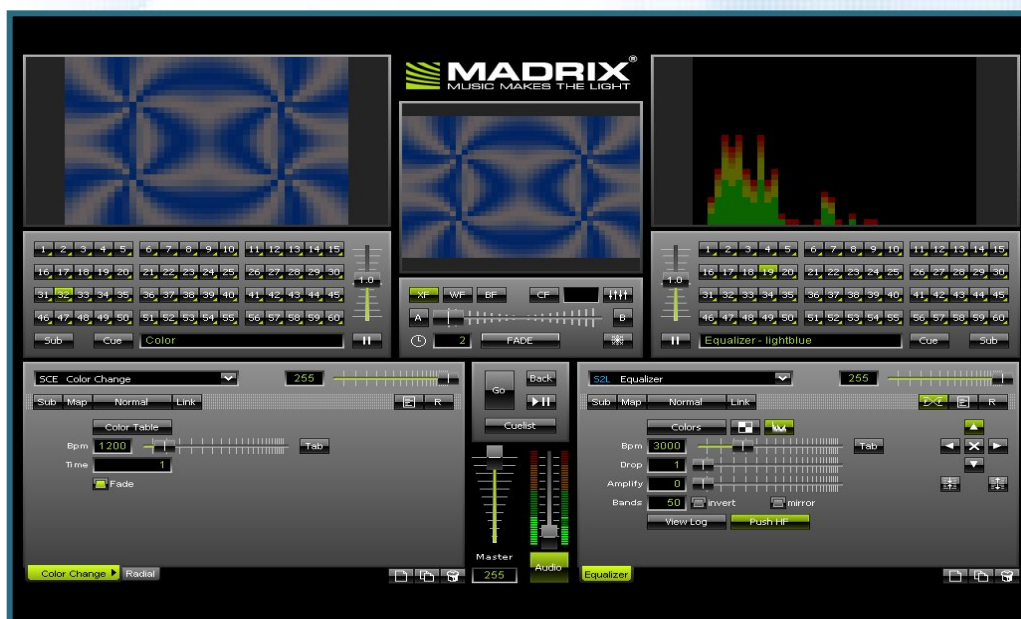 MADRIX®
MUSIC MAKES THE LIGHT
1 2 3 4 5 6 7 8 9 10 11 12 13 14 15
16 17 18 19 20 21 22 23 24 25 26 27 28 29 30
31 32 33 34 35 36 37 38 39 40 41 42 43 44 45
46 47 48 49 50 51 52 53 54 55 56 57 58 59 60
1.0
Sub Cue Color
XF WF BF CF
A B
2 FADE
1 2 3 4 5 6 7 8 9 10 11 12 13 14 15
16 17 18 19 20 21 22 23 24 25 26 27 28 29 30
31 32 33 34 35 36 37 38 39 40 41 42 43 44 45
46 47 48 49 50 51 52 53 54 55 56 57 58 59 60
1.0
Equalizer - lightblue Cue Sub
SCE Color Change 255
Sub Map Normal Link R
Color Table
Bpm 1200 Tab
Time 1
Fade
Color Change Radial
Go Back
Cuelist
Master
255
Audio
S2L Equalizer 255
Sub Map Normal Link R
Colors
Bpm 3000 Tab
Drop 1
Amplify 0
Bands 50 invert mirror
View Log Push HF
Equalizer